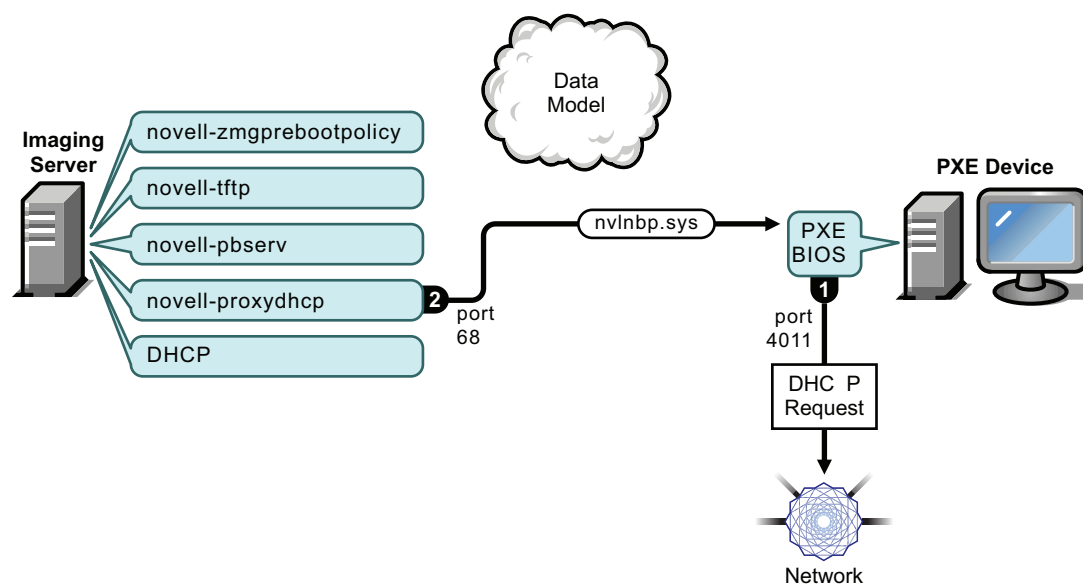 Data
Model
Imaging
Server
novell-zmgprebootpolicy
novell-tftp
novell-pbserv
novell-proxydhcp
DHCP
2
port
68
nvlnbp.sys
PXE
BIOS
PXE Device
1
port
4011
DHC P
Request
Network